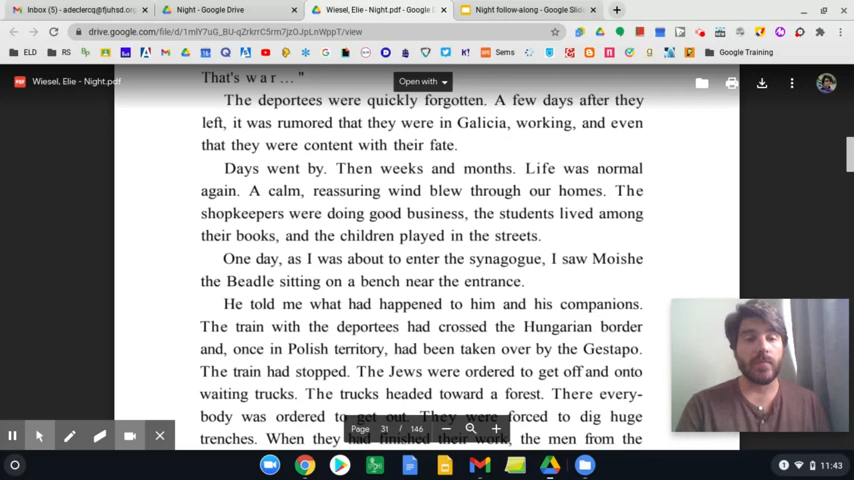 Inbox (8) - adeclercq@fjuhsd.org
Night - Google Drive
Wiesel, Elie - Night.pdf - Google D
Night follow-along - Google Slide
drive.google.com/file/d/1mIY7uG_BU-qZrkrrC5rm7jzOJpLnWppT/view
ELD
RS
Sems
Google Training
Wiesel, Elie - Night.pdf
Open with
That's w a r … "
The deportees were quickly forgotten. A few days after they
left, it was rumored that they were in Galicia, working, and even
that they were content with their fate.
Days went by. Then weeks and months. Life was normal
again. A calm, reassuring wind blew through our homes. The
shopkeepers were doing good business, the students lived among
their books, and the children played in the streets.
One day, as I was about to enter the synagogue, I saw Moishe
the Beadle sitting on a bench near the entrance.
He told me what had happened to him and his companions.
The train with the deportees had crossed the Hungarian border
and, once in Polish territory, had been taken over by the Gestapo.
The train had stopped. The Jews were ordered to get off and onto
waiting trucks. The trucks headed toward a forest. There every-
body was ordered to get out. They were forced to dig huge
trenches. When they had finished their work, the men from the
Page 31 / 146
11:43